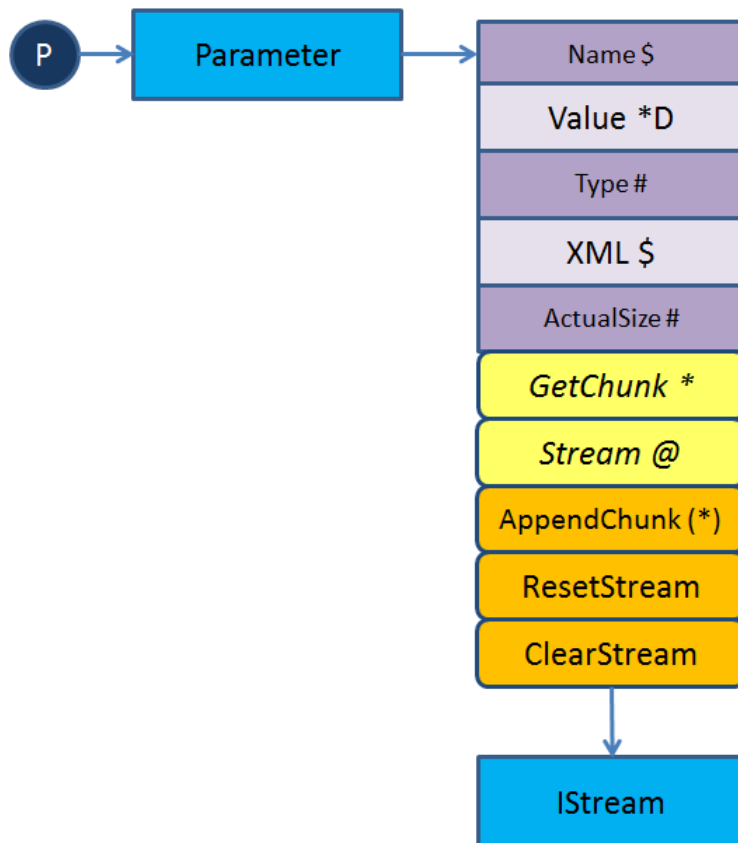 P
Parameter
Name $
Value *D
Type #
XML $
ActualSize #
GetChunk *
Stream @
AppendChunk (*)
ResetStream
ClearStream
IStream